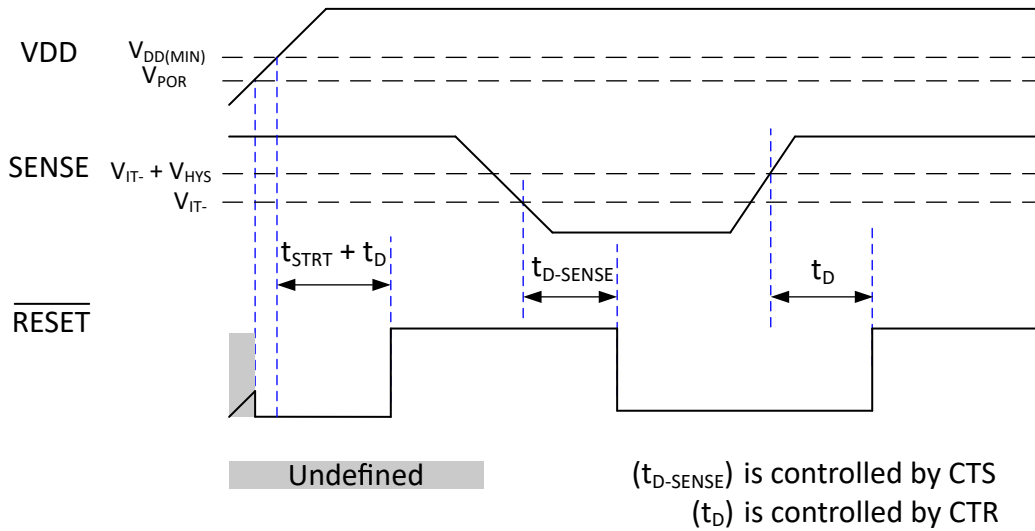 VDD
VDD(MIN)
VPOR
SENSE
VIT- + VHYS
VIT-
tSTRT + tD
tD-SENSE
tD
RESET
Undefined
(tD-SENSE) is controlled by CTS
(tD) is controlled by CTR